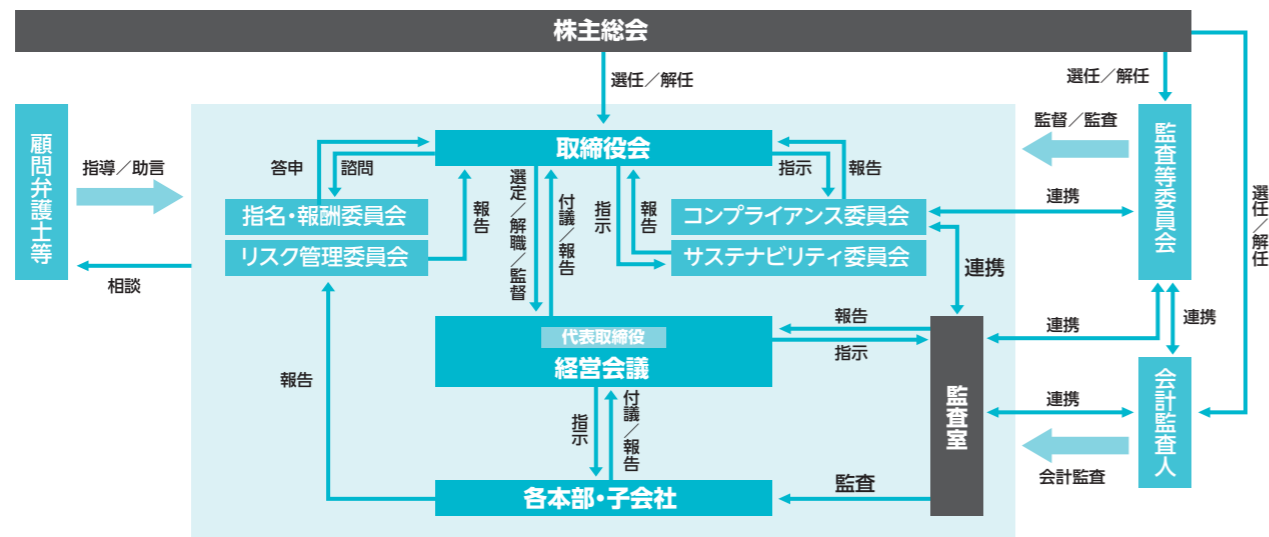 株主総会
選任／解任
選任／解任
顧問弁護士等
指導／助言
相談
取締役会
監督／監査
監査等委員会
選任／解任
答申
諮問
指示
報告
指名・報酬委員会
リスク管理委員会
報告
選定／解職／監督
付議／報告
指示
報告
コンプライアンス委員会
サステナビリティ委員会
連携
連携
代表取締役
経営会議
報告
指示
連携
連携
報告
指示
付議／報告
監査室
連携
会計監査人
会計監査
各本部・子会社
監査